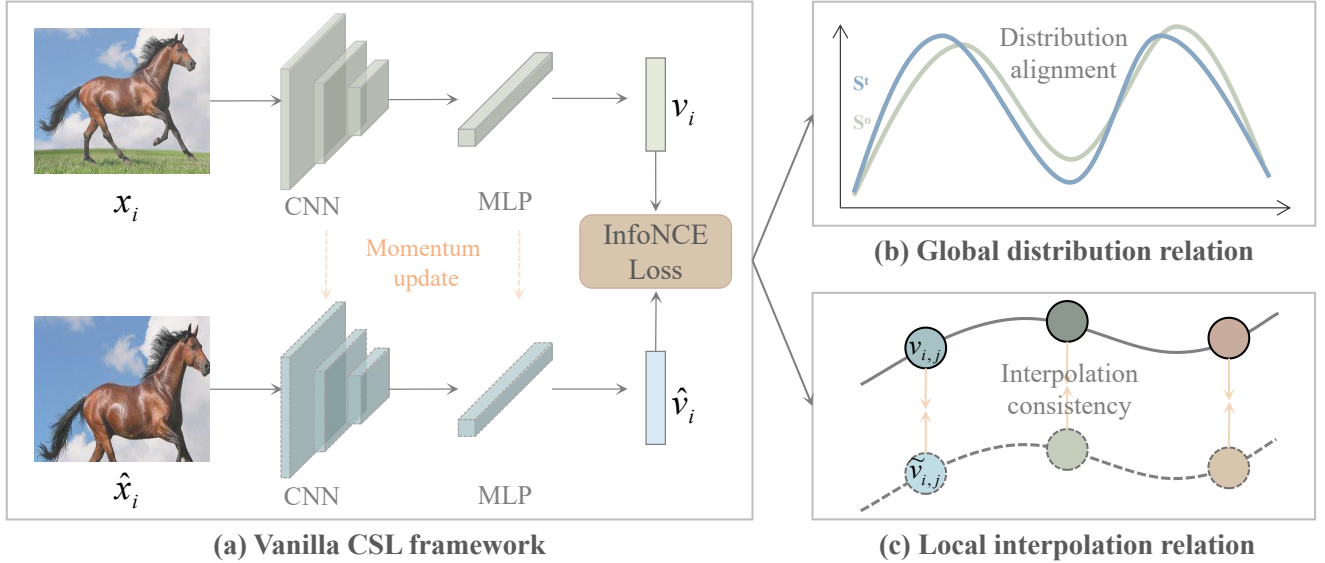 x_i
CNN
MLP
v_i
Momentum
update
InfoNCE
Loss
x̂_i
CNN
MLP
v̂_i
(a) Vanilla CSL framework
Distribution
alignment
S^t
S^o
(b) Global distribution relation
v_{i,j}
Interpolation
consistency
ṽ_{i,j}
(c) Local interpolation relation